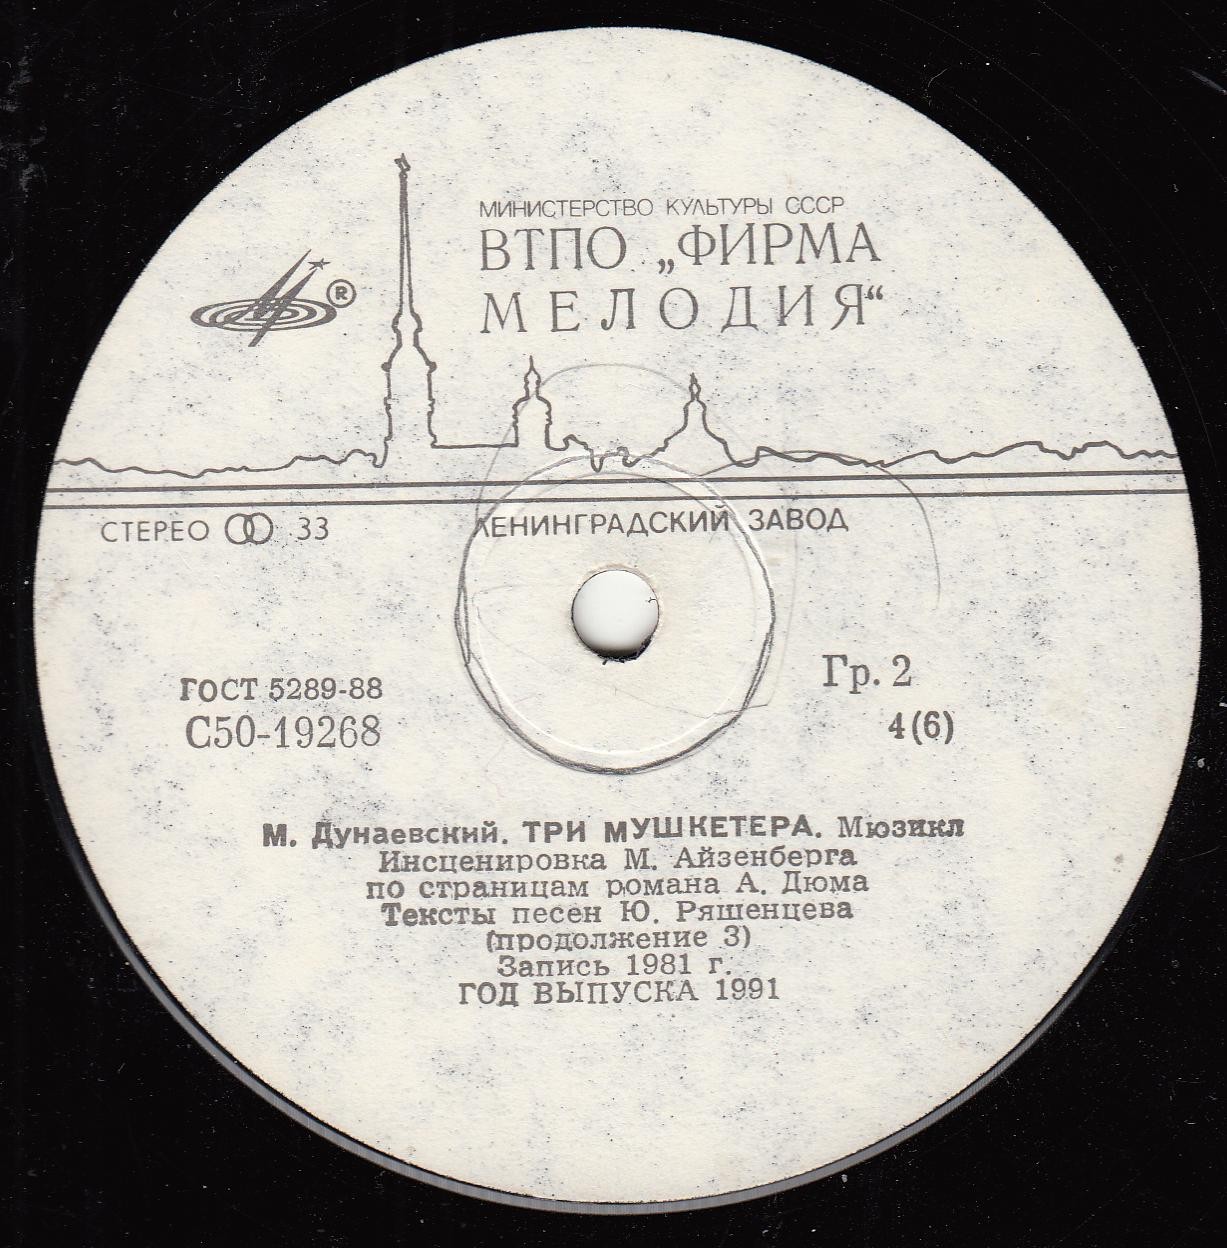 МИНИСТЕРСТВО КУЛЬТУРЫ СССР
ВТПО „ФИРМА
МЕЛОДИЯ“
®
СТЕРЕО 33
ЛЕНИНГРАДСКИЙ ЗАВОД
ГОСТ 5289-88
С50-19268
Гр. 2
4(6)
М. Дунаевский. ТРИ МУШКЕТЕРА. Мюзикл
Инсценировка М. Айзенберга
по страницам романа А. Дюма
Тексты песен Ю. Ряшенцева
(продолжение 3)
Запись 1981 г.
ГОД ВЫПУСКА 1991